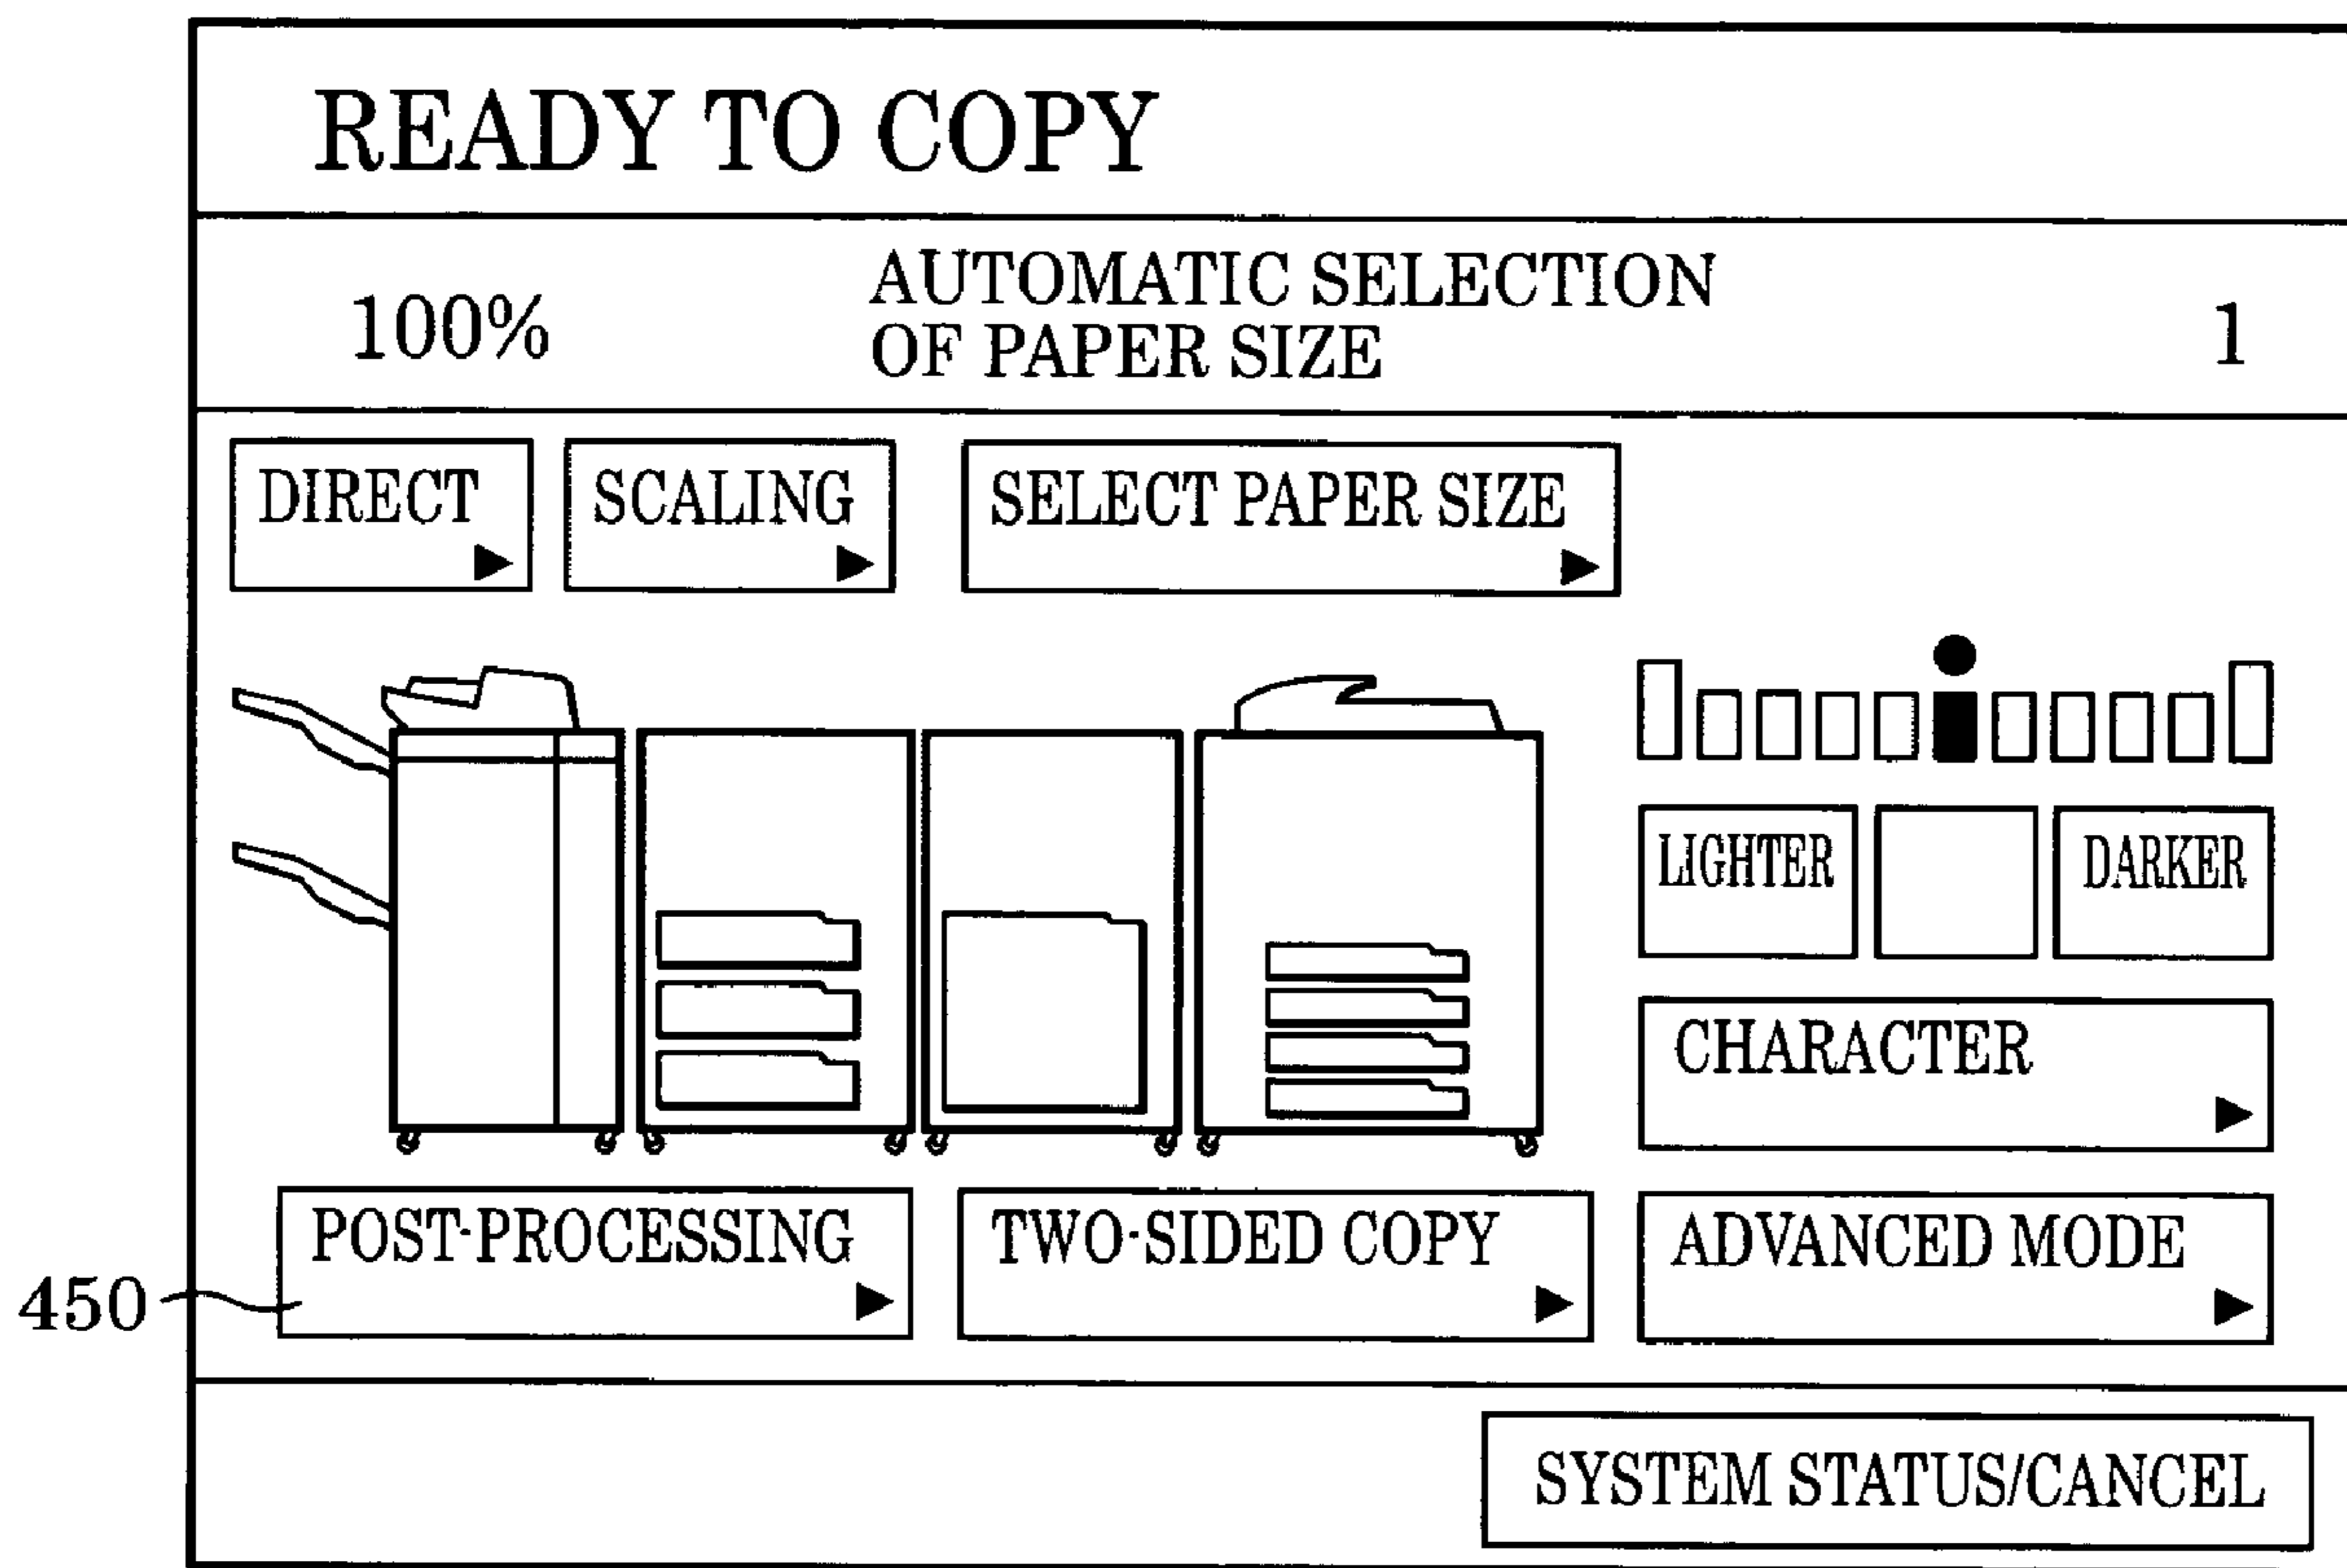 READY TO COPY
100%
AUTOMATIC SELECTION
OF PAPER SIZE
1
DIRECT
SCALING
SELECT PAPER SIZE
LIGHTER
DARKER
CHARACTER
POST-PROCESSING
TWO-SIDED COPY
ADVANCED MODE
450
SYSTEM STATUS/CANCEL